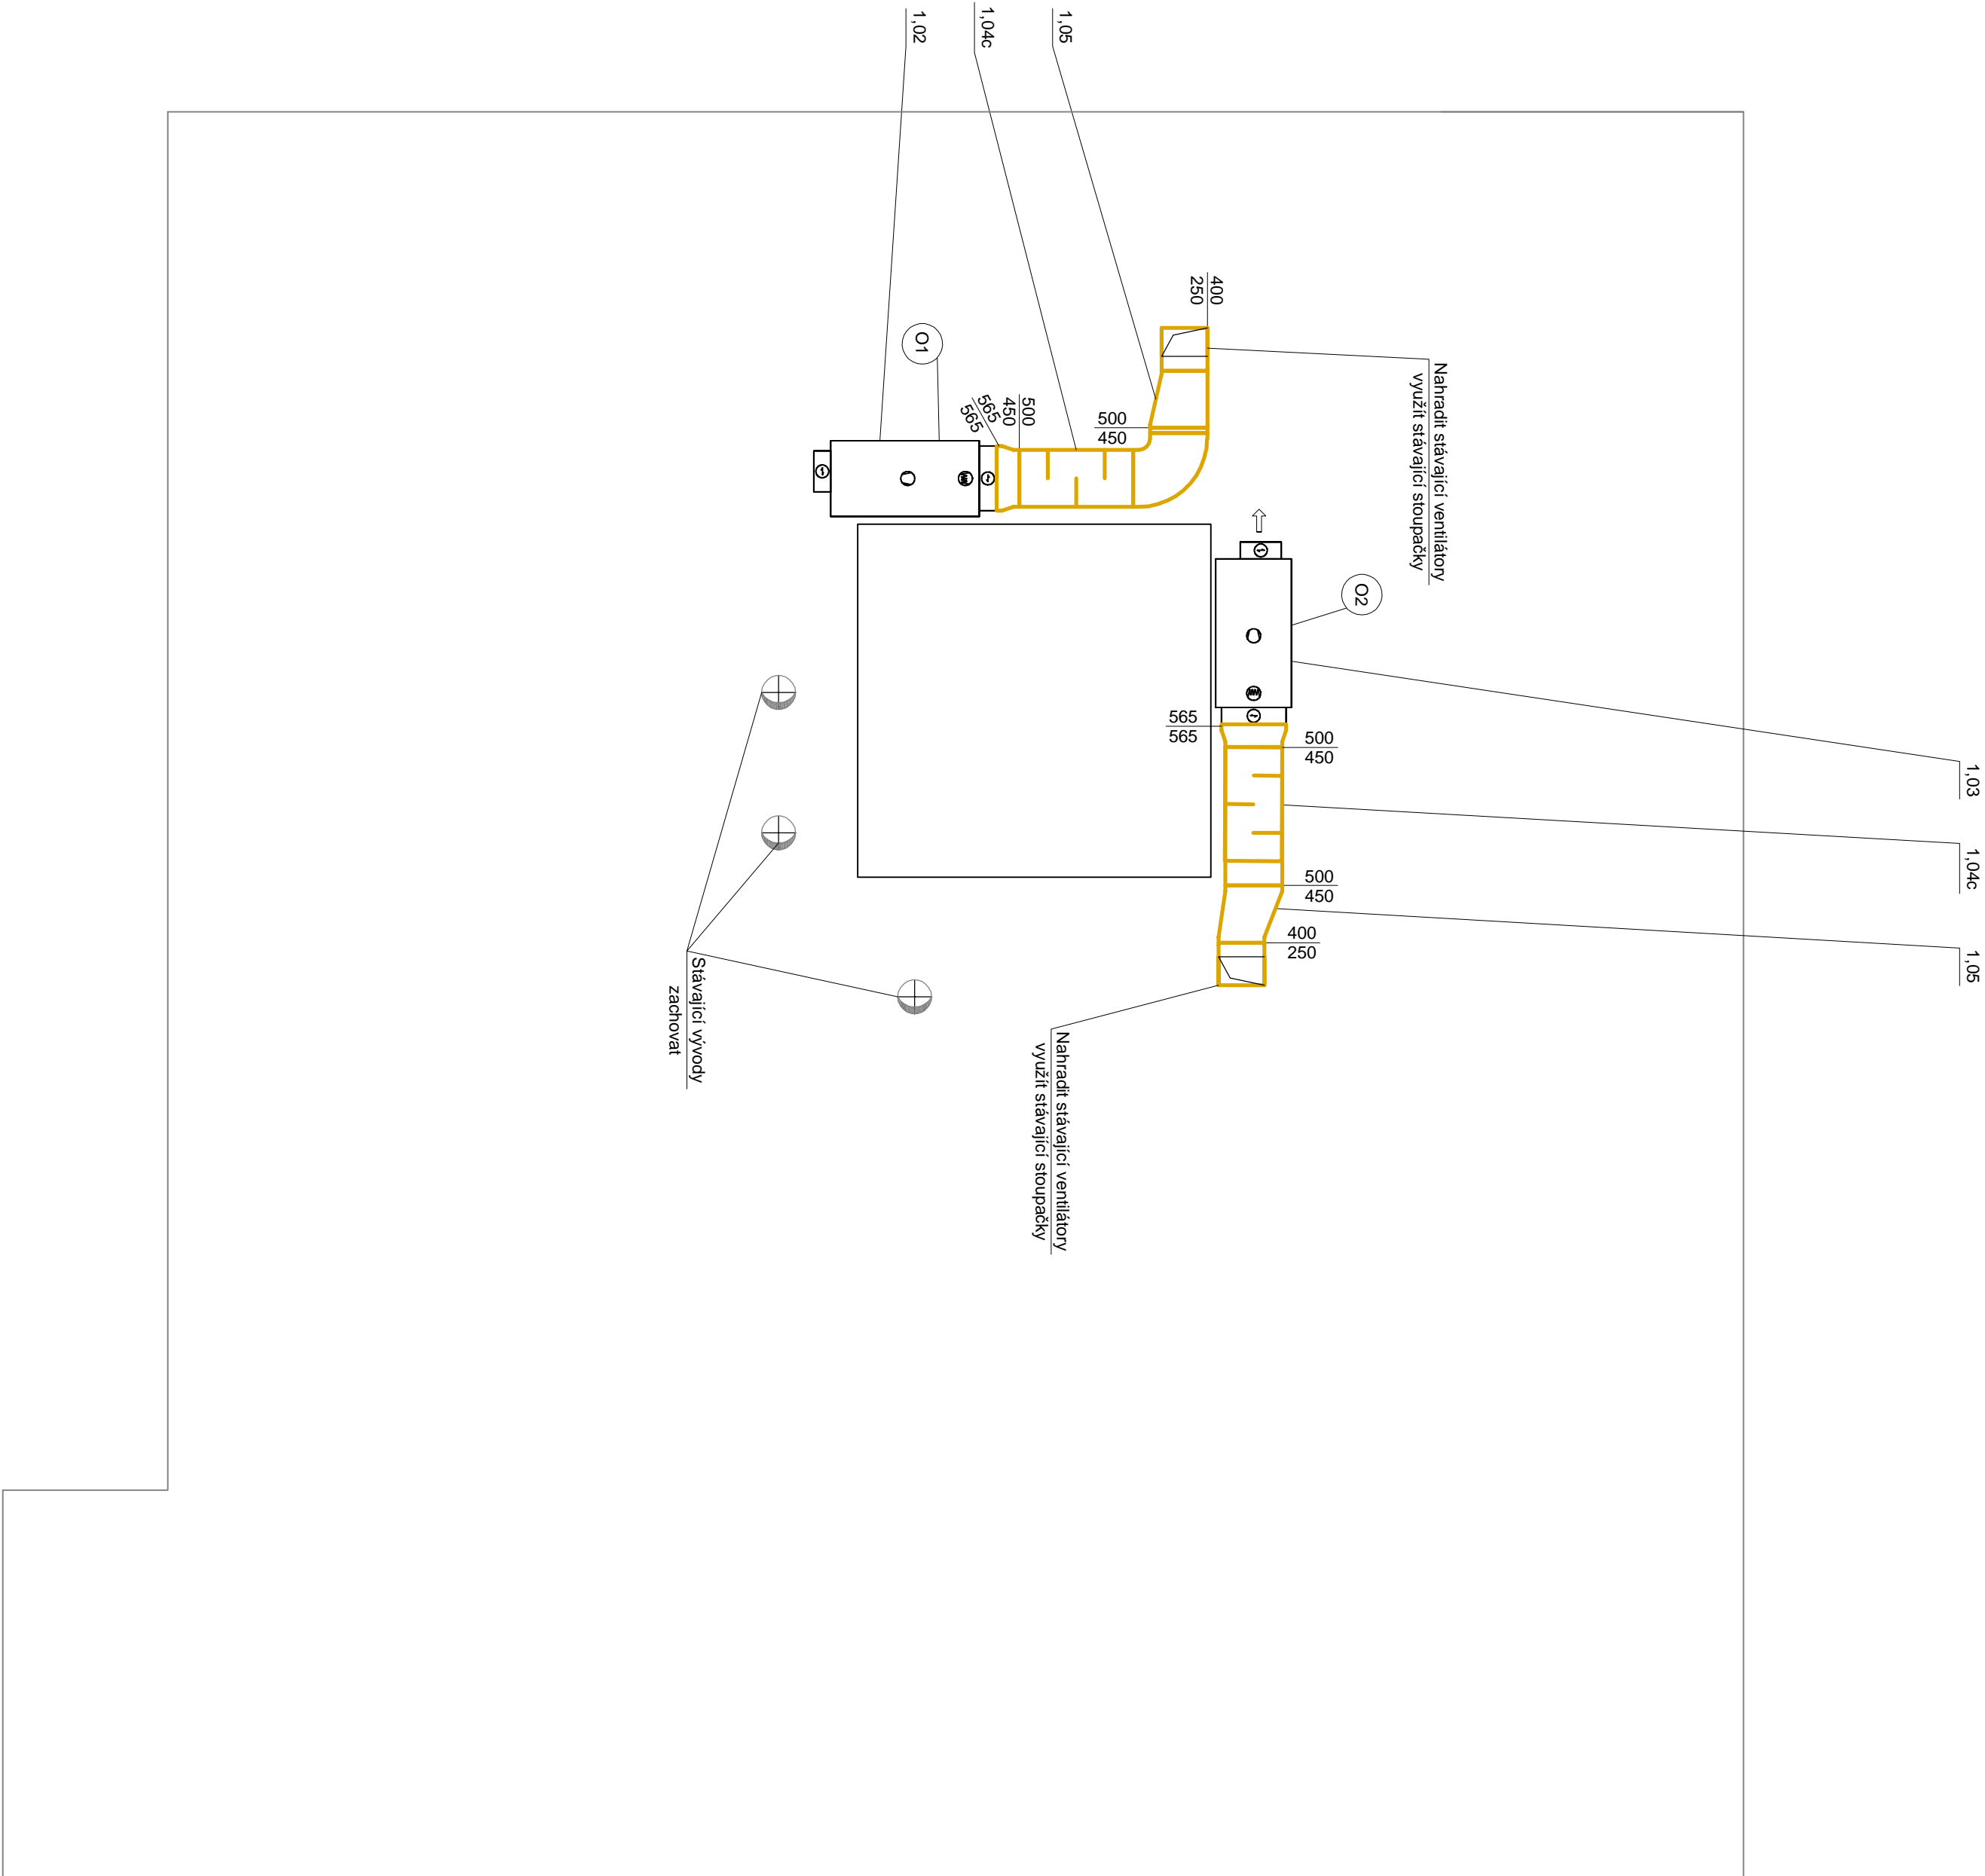 1,02
1,04c
1,05
400
250
Nahradit stávající ventilátory
využít stávající stoupačky
O1
565
565
500
450
500
450
O2
1,03
565
565
500
450
1,04c
500
450
1,05
400
250
Stávající vývody
zachovat
Nahradit stávající ventilátory
využít stávající stoupačky